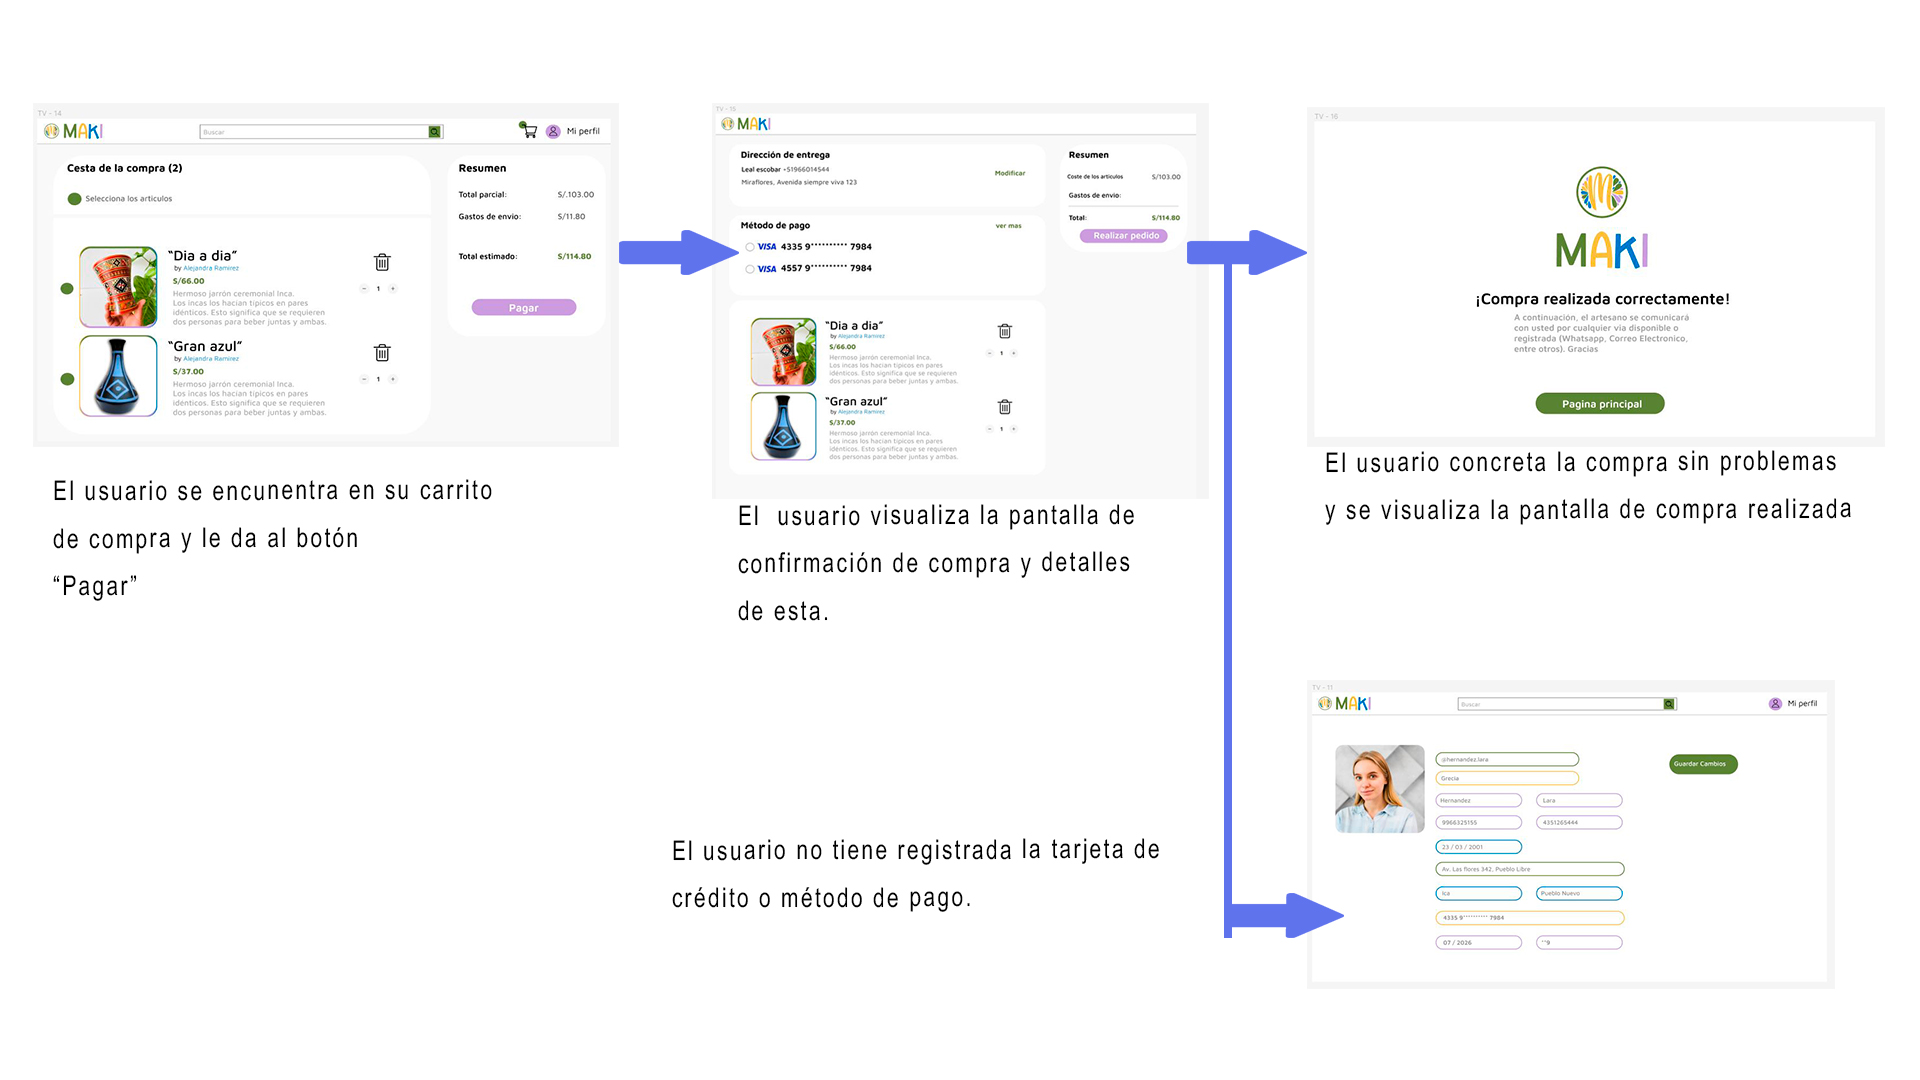 TV - 14
MAKI
Buscar
Mi perfil
Cesta de la compra (2)
Selecciona los articulos
“Dia a dia”
by Alejandra Ramirez
S/66.00
Hermoso jarrón ceremonial Inca.
Los incas los hacian tipicos en pares
idénticos. Esto significa que se requieren
dos personas para beber juntas y ambas.
- 1 +
“Gran azul”
by Alejandra Ramirez
S/37.00
Hermoso jarrón ceremonial Inca.
Los incas los hacian tipicos en pares
idénticos. Esto significa que se requieren
dos personas para beber juntas y ambas.
- 1 +
Resumen
Total parcial: S/.103.00
Gastos de envio: S/11.80
Total estimado: S/114.80
Pagar
El usuario se encunentra en su carrito
de compra y le da al botón
“Pagar”
TV - 15
MAKI
Dirección de entrega
Leal escobar +51966014544
Miraflores, Avenida siempre viva 123
Modificar
Método de pago
ver mas
VISA 4335 9********** 7984
VISA 4557 9********** 7984
“Dia a dia”
by Alejandra Ramirez
S/66.00
Hermoso jarrón ceremonial Inca.
Los incas los hacian tipicos en pares
idénticos. Esto significa que se requieren
dos personas para beber juntas y ambas.
- 1 +
“Gran azul”
by Alejandra Ramirez
S/37.00
Hermoso jarrón ceremonial Inca.
Los incas los hacian tipicos en pares
idénticos. Esto significa que se requieren
dos personas para beber juntas y ambas.
- 1 +
Resumen
Coste de los articulos S/103.00
Gastos de envio:
Total: S/114.80
Realizar pedido
El usuario visualiza la pantalla de
confirmación de compra y detalles
de esta.
TV - 16
M
MAKI
¡Compra realizada correctamente!
A continuación, el artesano se comunicará
con usted por cualquier via disponible o
registrada (Whatsapp, Correo Electronico,
entre otros). Gracias
Pagina principal
El usuario concreta la compra sin problemas
y se visualiza la pantalla de compra realizada
El usuario no tiene registrada la tarjeta de
crédito o método de pago.
TV - 11
MAKI
Buscar
Mi perfil
@hernandez.lara
Grecia
Hernandez
Lara
9966325155
4351265444
23 / 03 / 2001
Av. Las flores 342, Pueblo Libre
Ica
Pueblo Nuevo
4335 9********** 7984
07 / 2026
**9
Guardar Cambios